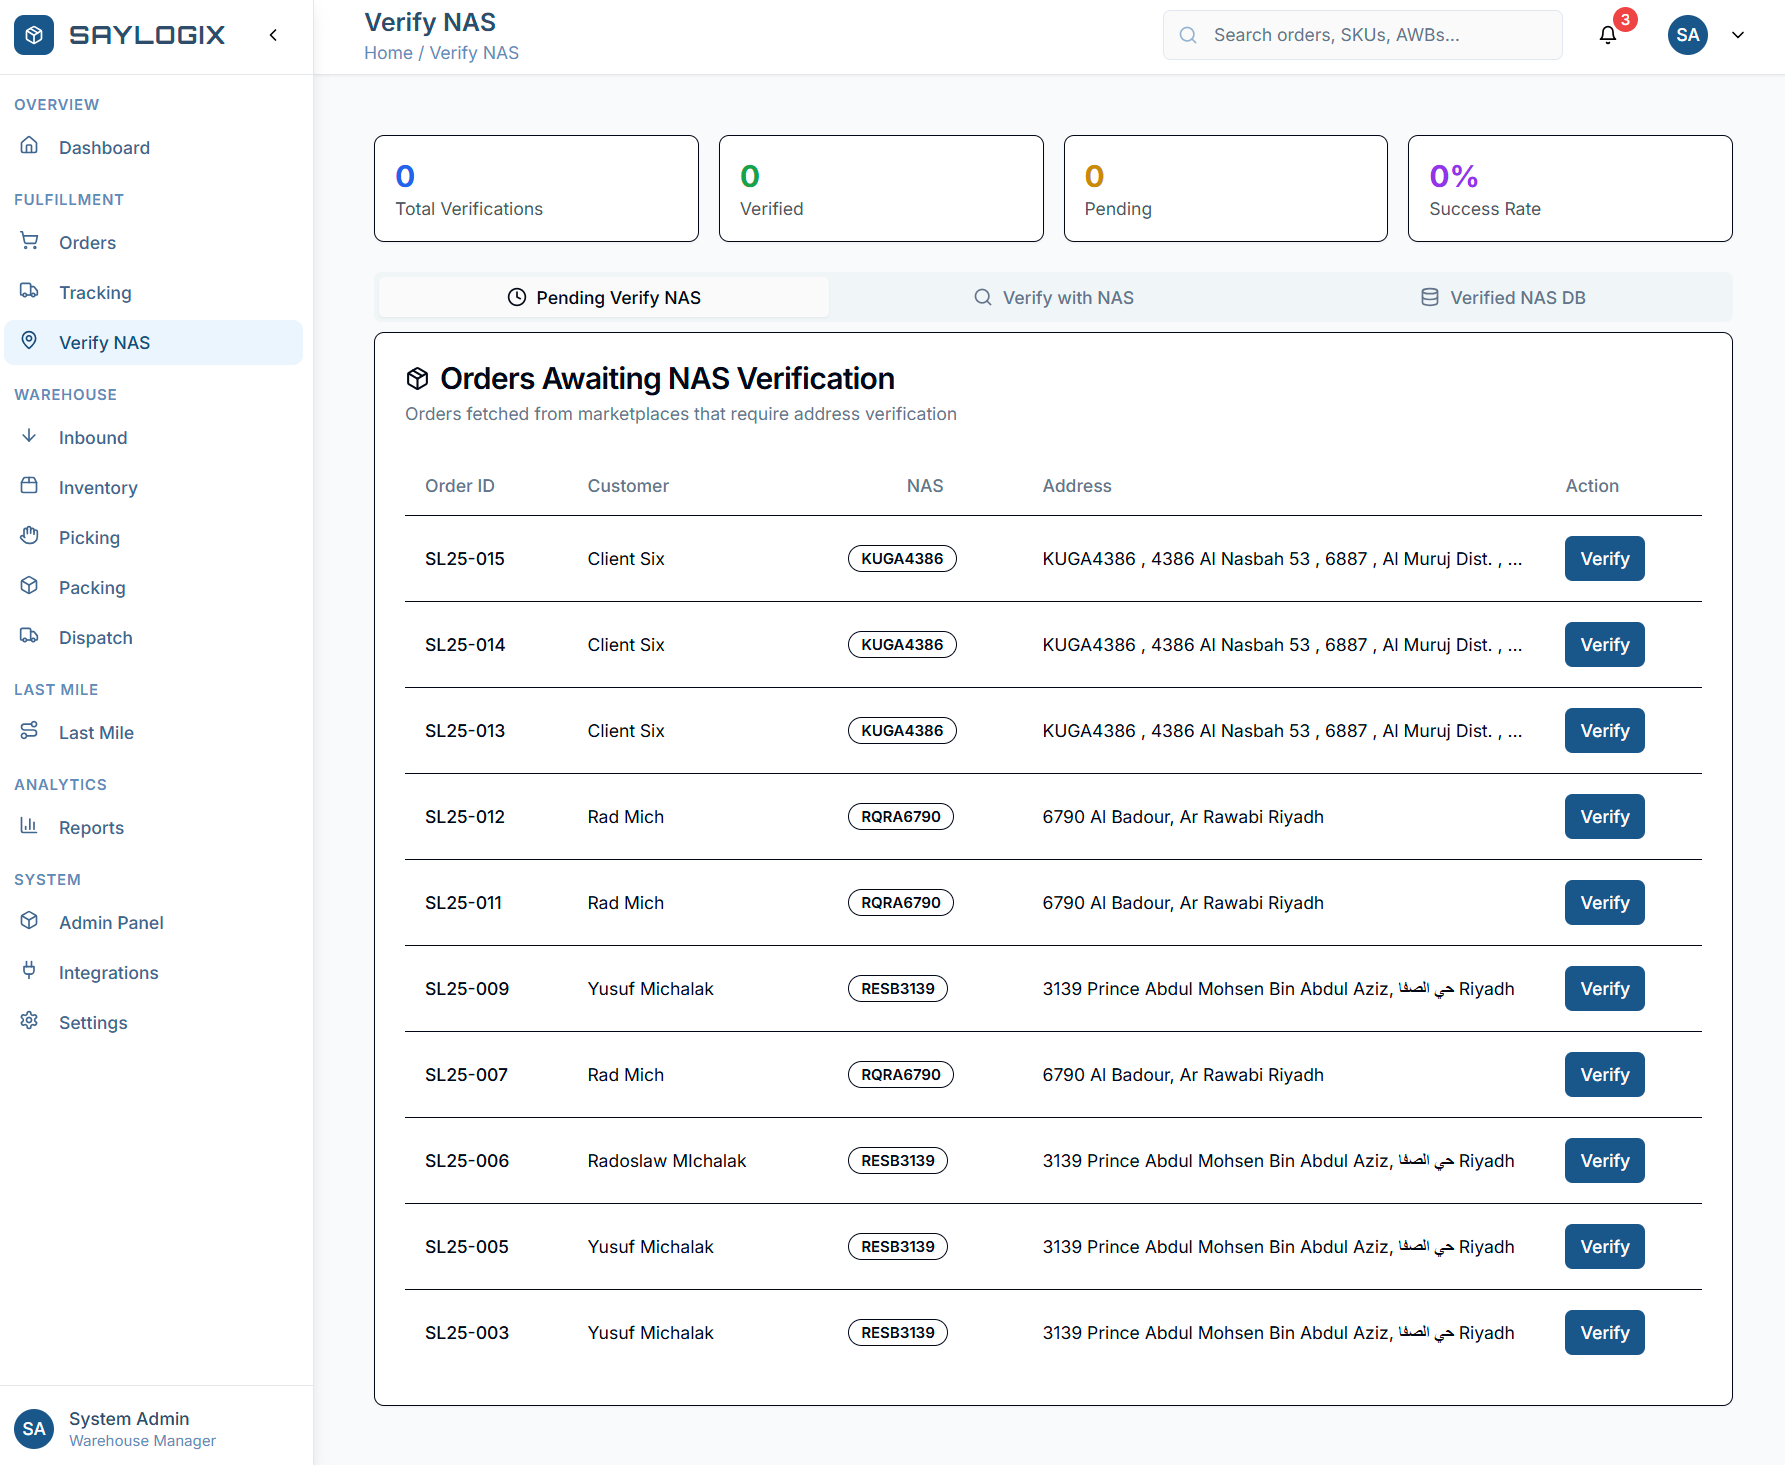 SAYLOGIX
Verify NAS
Home / Verify NAS
Search orders, SKUs, AWBs...
3
SA
OVERVIEW
Dashboard
FULFILLMENT
Orders
Tracking
Verify NAS
WAREHOUSE
Inbound
Inventory
Picking
Packing
Dispatch
LAST MILE
Last Mile
ANALYTICS
Reports
SYSTEM
Admin Panel
Integrations
Settings
SA
System Admin
Warehouse Manager
0
Total Verifications
0
Verified
0
Pending
0%
Success Rate
Pending Verify NAS
Verify with NAS
Verified NAS DB
Orders Awaiting NAS Verification
Orders fetched from marketplaces that require address verification
Order ID Customer NAS Address Action
SL25-015 Client Six KUGA4386 KUGA4386 , 4386 Al Nasbah 53 , 6887 , Al Muruj Dist. , ... Verify
SL25-014 Client Six KUGA4386 KUGA4386 , 4386 Al Nasbah 53 , 6887 , Al Muruj Dist. , ... Verify
SL25-013 Client Six KUGA4386 KUGA4386 , 4386 Al Nasbah 53 , 6887 , Al Muruj Dist. , ... Verify
SL25-012 Rad Mich RQRA6790 6790 Al Badour, Ar Rawabi Riyadh Verify
SL25-011 Rad Mich RQRA6790 6790 Al Badour, Ar Rawabi Riyadh Verify
SL25-009 Yusuf Michalak RESB3139 3139 Prince Abdul Mohsen Bin Abdul Aziz, حي الصفا Riyadh Verify
SL25-007 Rad Mich RQRA6790 6790 Al Badour, Ar Rawabi Riyadh Verify
SL25-006 Radoslaw MIchalak RESB3139 3139 Prince Abdul Mohsen Bin Abdul Aziz, حي الصفا Riyadh Verify
SL25-005 Yusuf Michalak RESB3139 3139 Prince Abdul Mohsen Bin Abdul Aziz, حي الصفا Riyadh Verify
SL25-003 Yusuf Michalak RESB3139 3139 Prince Abdul Mohsen Bin Abdul Aziz, حي الصفا Riyadh Verify